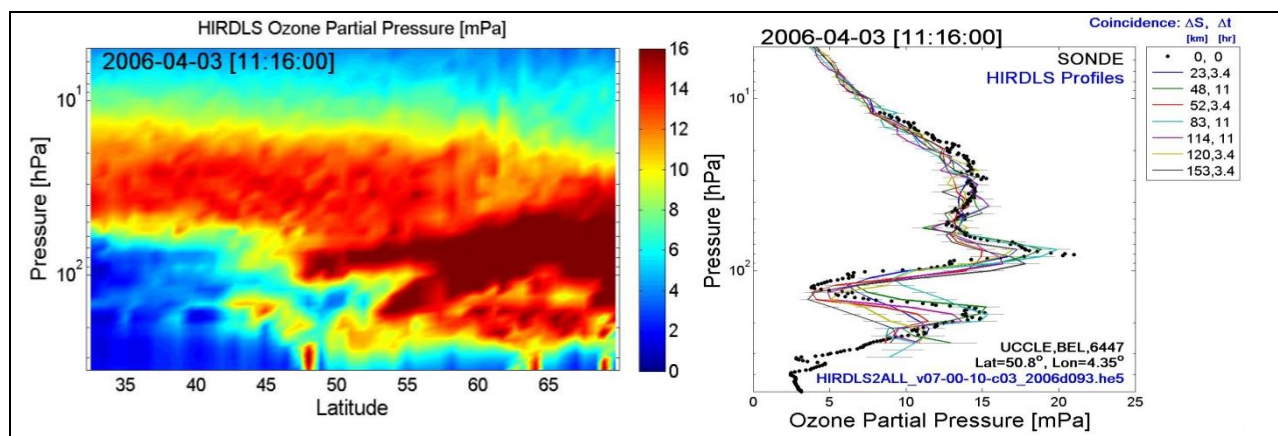 HIRDLS Ozone Partial Pressure [mPa]
2006-04-03 [11:16:00]
Pressure [hPa]
10¹
10²
35 40 45 50 55 60 65
Latitude
16
14
12
10
8
6
4
2
0
Coincidence: ΔS, Δt
[km] [hr]
2006-04-03 [11:16:00]
SONDE
HIRDLS Profiles
0, 0
23,3.4
48, 11
52,3.4
83, 11
114, 11
120,3.4
153,3.4
Pressure [hPa]
10¹
10²
UCCLE,BEL,6447
Lat=50.8°, Lon=4.35°
HIRDLS2ALL_v07-00-10-c03_2006d093.he5
0 5 10 15 20 25
Ozone Partial Pressure [mPa]